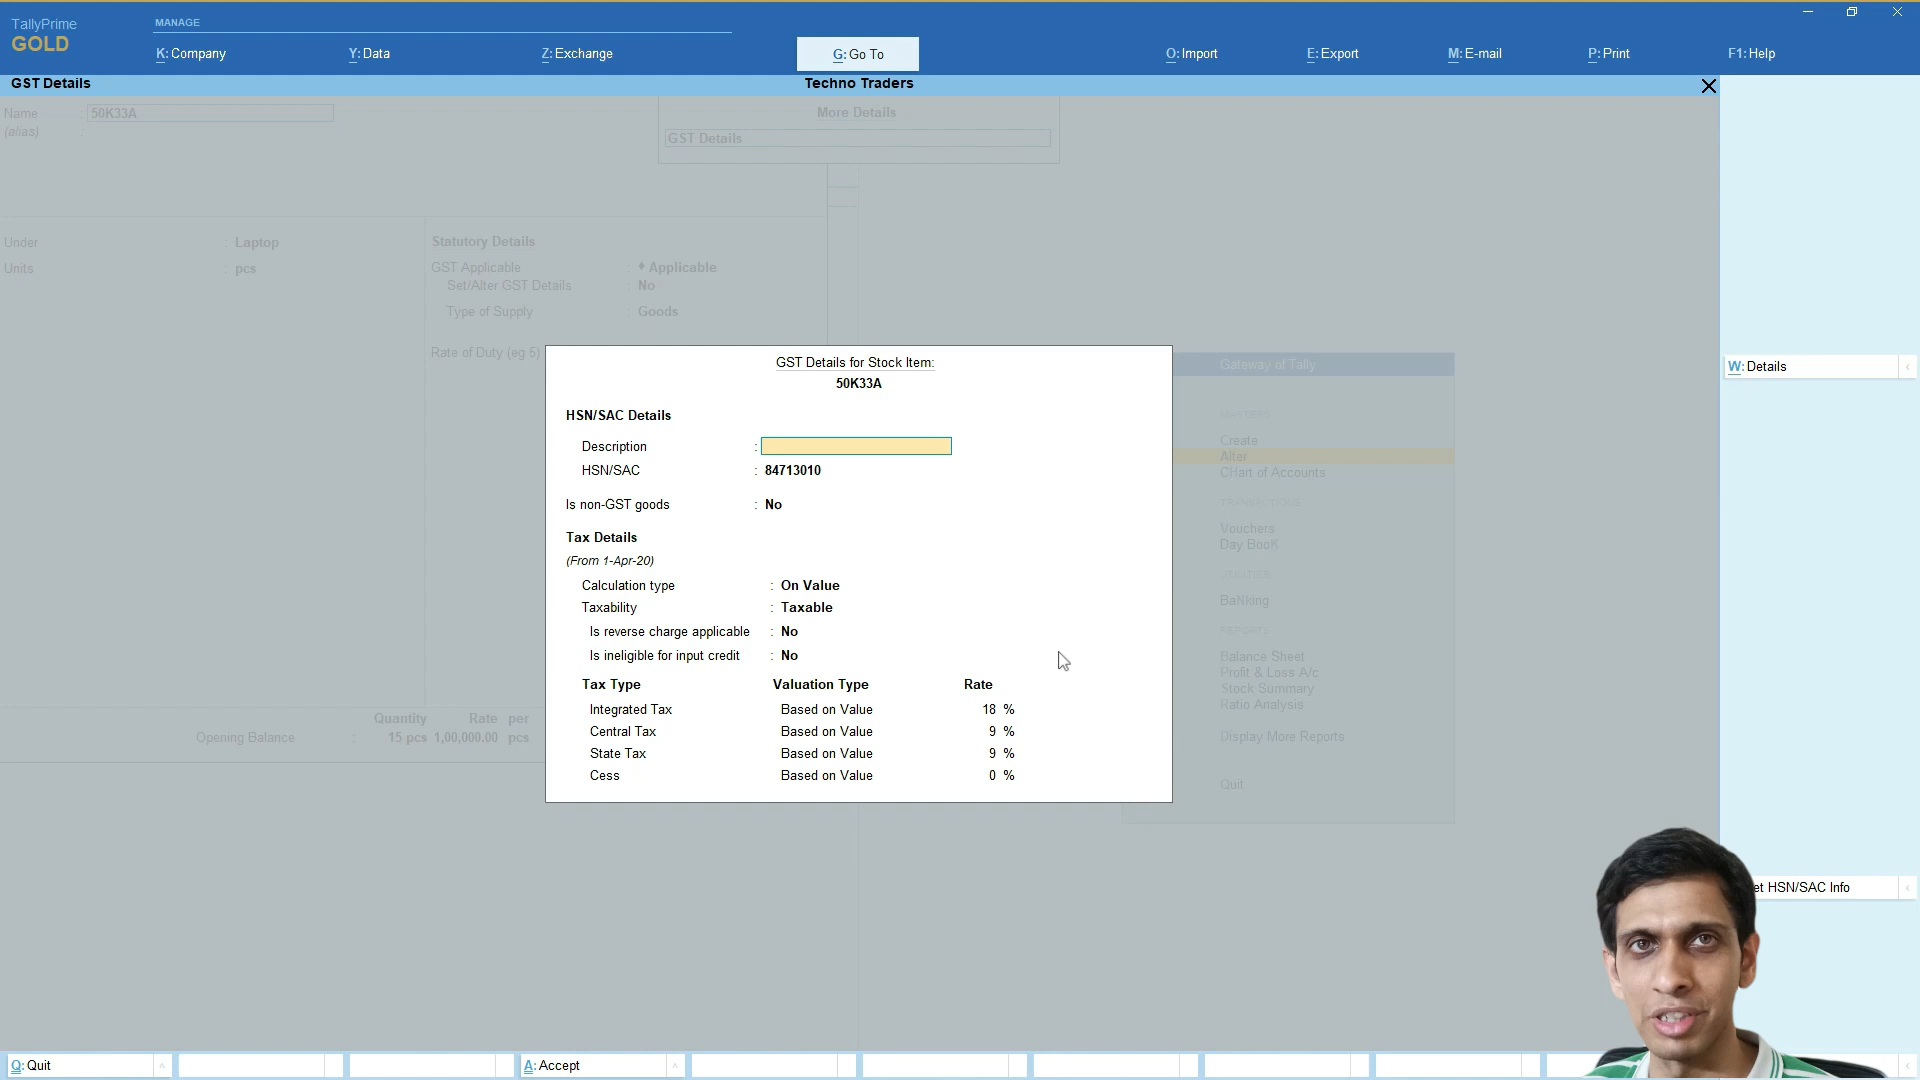 TallyPrime
GOLD
MANAGE
K: Company
Y: Data
Z: Exchange
G: Go To
O: Import
E: Export
M: E-mail
P: Print
F1: Help
GST Details
Techno Traders
Name : 50K33A
(alias) :
More Details
GST Details
Under : Laptop
Units : pcs
Statutory Details
GST Applicable : ♦ Applicable
Set/Alter GST Details : No
Type of Supply : Goods
Rate of Duty (eg 5)
Quantity Rate per
Opening Balance : 15 pcs 1,00,000.00 pcs
GST Details for Stock Item:
50K33A
HSN/SAC Details
Description :
HSN/SAC : 84713010
Is non-GST goods : No
Tax Details
(From 1-Apr-20)
Calculation type : On Value
Taxability : Taxable
Is reverse charge applicable : No
Is ineligible for input credit : No
Tax Type Valuation Type Rate
Integrated Tax Based on Value 18 %
Central Tax Based on Value 9 %
State Tax Based on Value 9 %
Cess Based on Value 0 %
Gateway of Tally
MASTERS
Create
Alter
CHart of Accounts
TRANSACTIONS
Vouchers
Day BooK
UTILITIES
BaNking
REPORTS
Balance Sheet
Profit & Loss A/c
Stock Summary
Ratio Analysis
Display More Reports
Quit
W: Details
et HSN/SAC Info
Q: Quit
A: Accept